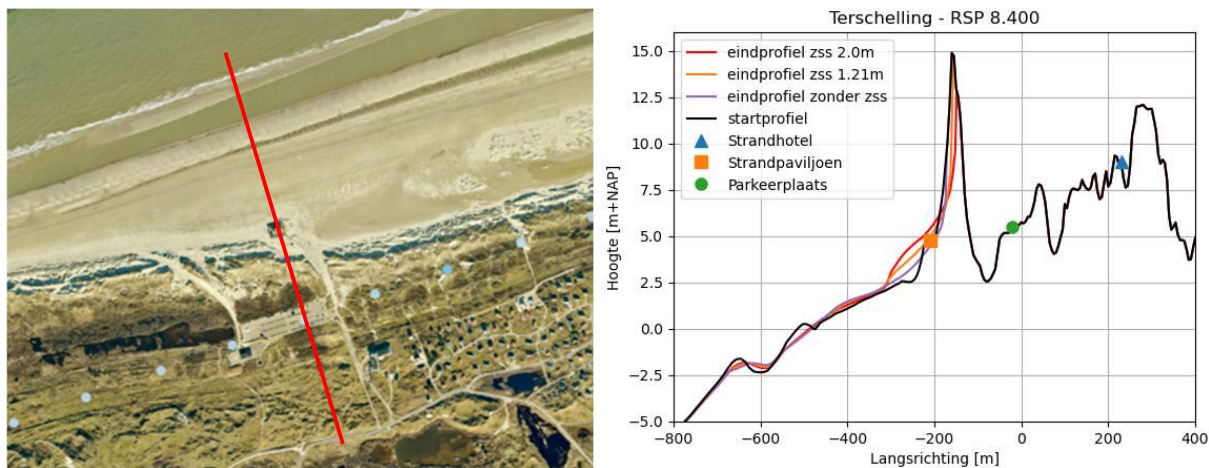 Terschelling - RSP 8.400
eindprofiel zss 2.0m
eindprofiel zss 1.21m
eindprofiel zonder zss
startprofiel
Strandhotel
Strandpaviljoen
Parkeerplaats
Hoogte [m+NAP]
15.0
12.5
10.0
7.5
5.0
2.5
0.0
−2.5
−5.0
−800
−600
−400
−200
0
200
400
Langsrichting [m]